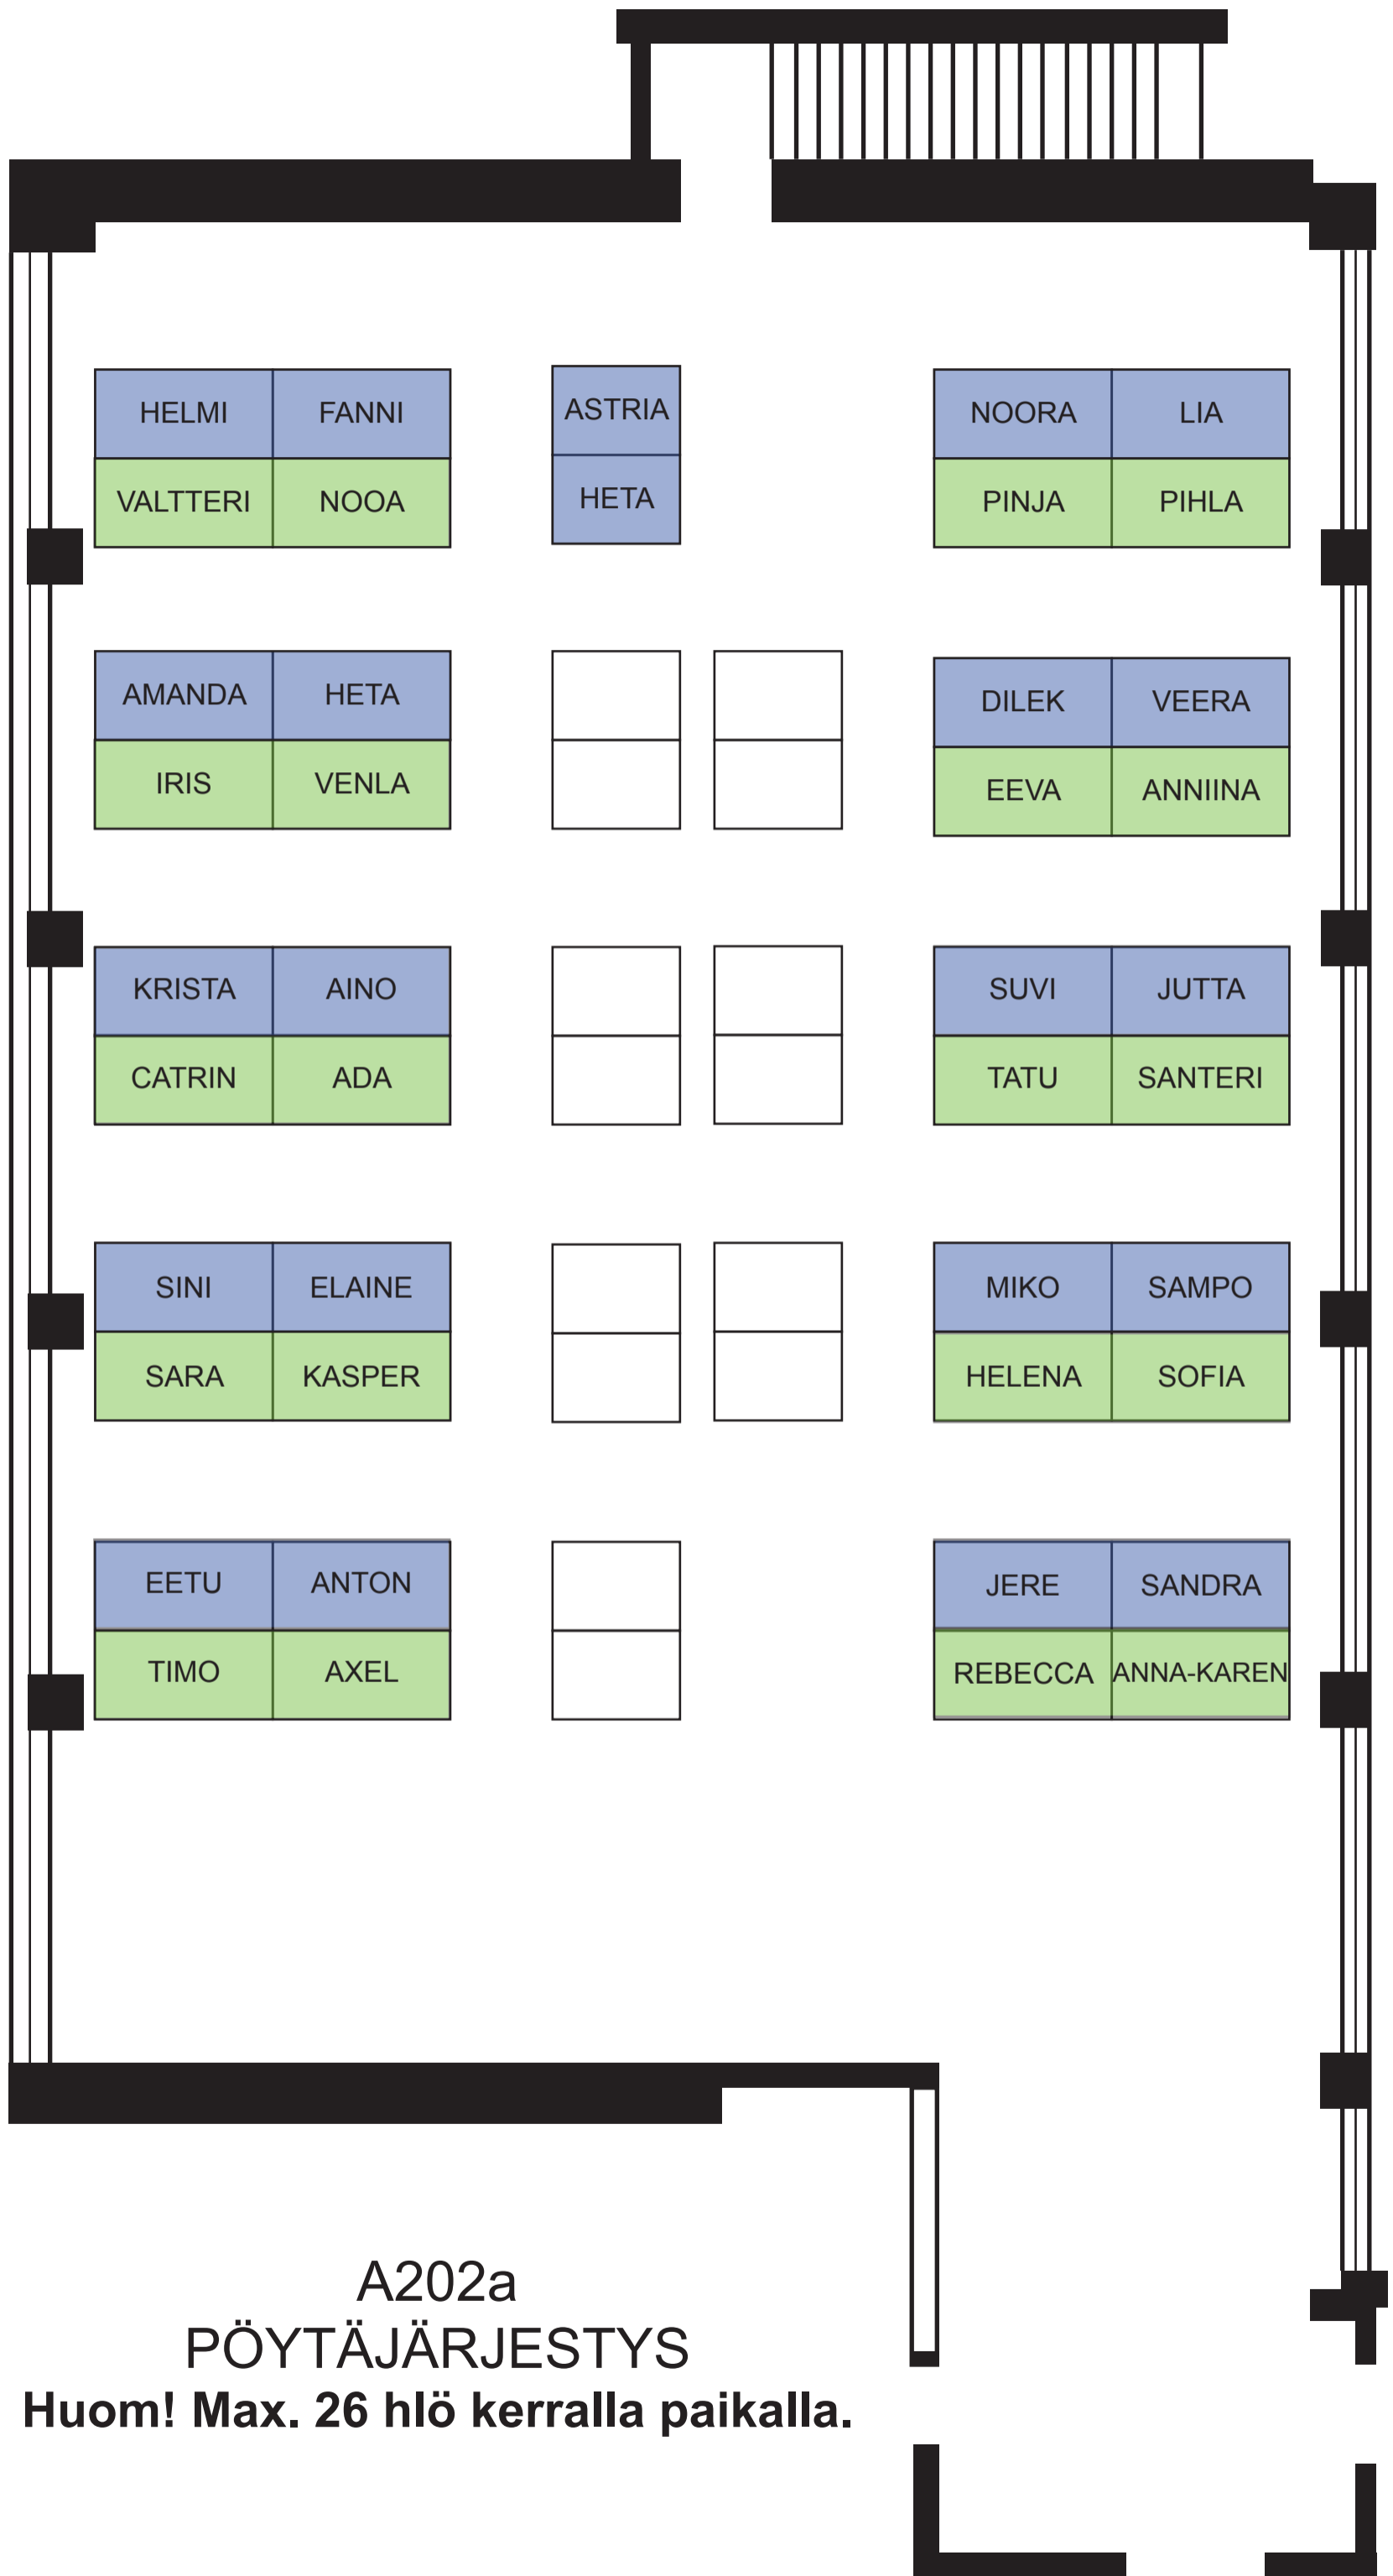 HELMI FANNI ASTRIA NOORA LIA
VALTTERI NOOA HETA PINJA PIHLA
AMANDA HETA DILEK VEERA
IRIS VENLA EEVA ANNIINA
KRISTA AINO SUVI JUTTA
CATRIN ADA TATU SANTERI
SINI ELAINE MIKO SAMPO
SARA KASPER HELENA SOFIA
EETU ANTON JERE SANDRA
TIMO AXEL REBECCA ANNA-KAREN
A202a
PÖYTÄJÄRJESTYS
Huom! Max. 26 hlö kerralla paikalla.